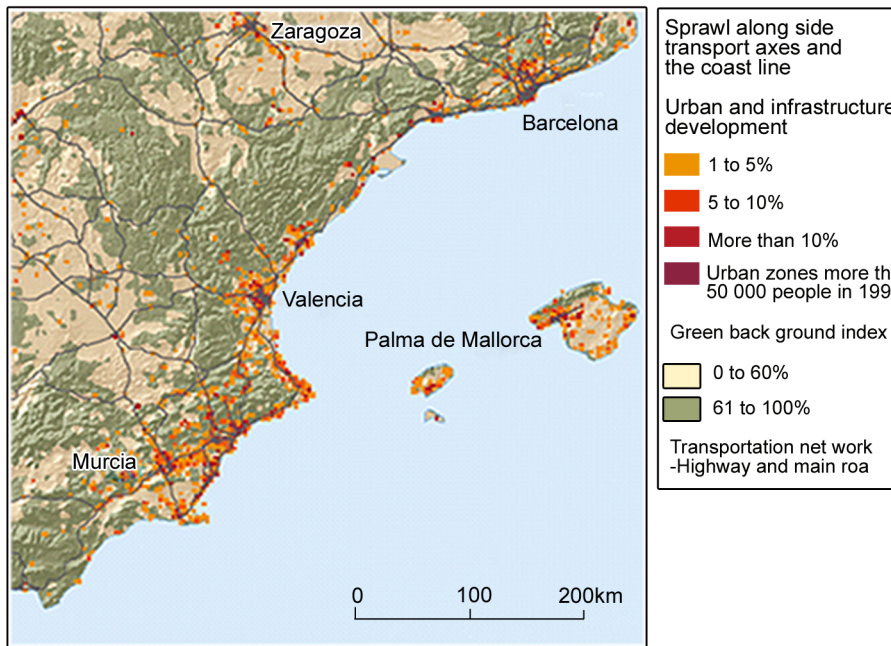 Zaragoza
Barcelona
Valencia
Palma de Mallorca
Murcia
0 100 200km
Sprawl along side
transport axes and
the coast line
Urban and infrastructure
development
1 to 5%
5 to 10%
More than 10%
Urban zones more th
50 000 people in 199
Green back ground index
0 to 60%
61 to 100%
Transportation net work
-Highway and main roa